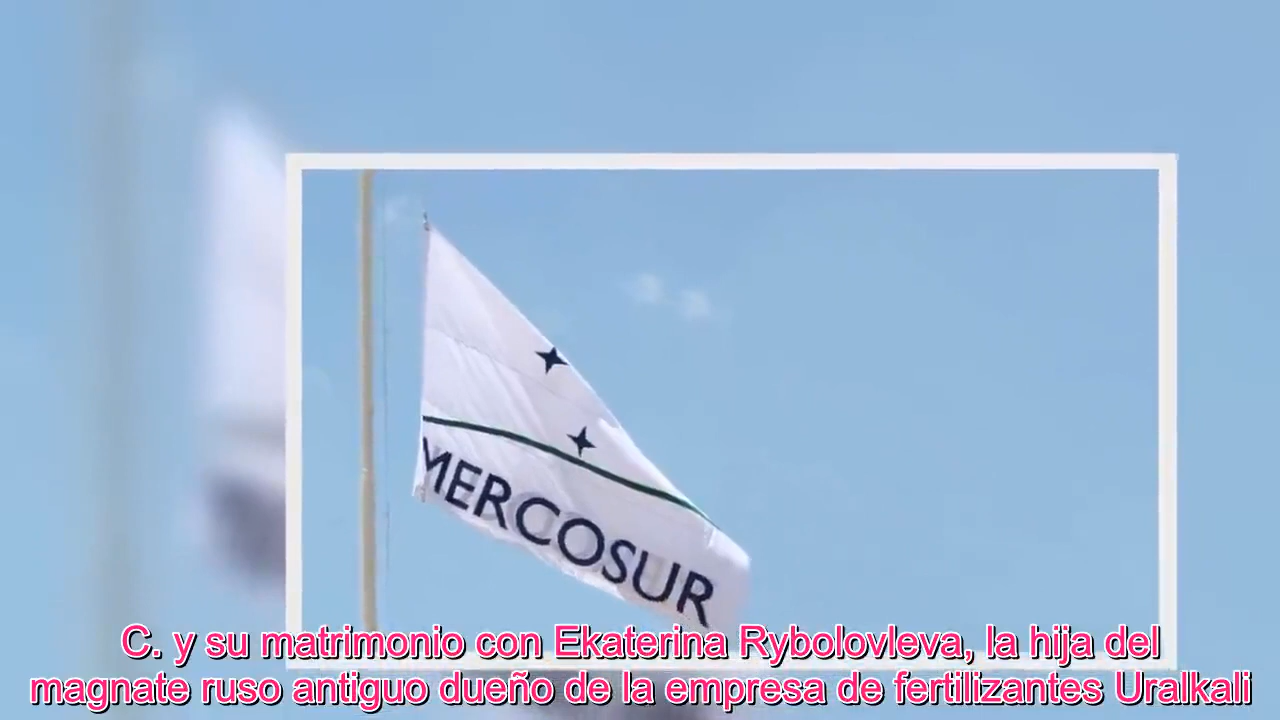 MERCOSUR
C. y su matrimonio con Ekaterina Rybolovleva, la hija del
magnate ruso antiguo dueño de la empresa de fertilizantes Uralkali